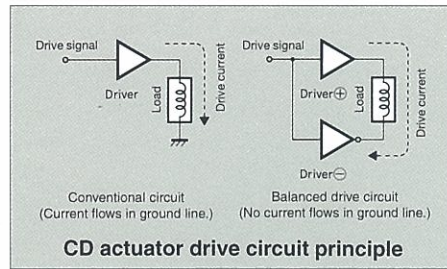 Drive signal
Driver
Load
Drive current
Conventional circuit
(Current flows in ground line.)
Drive signal
Driver⊕
Load
Drive current
Driver⊖
Balanced drive circuit
(No current flows in ground line.)
CD actuator drive circuit principle